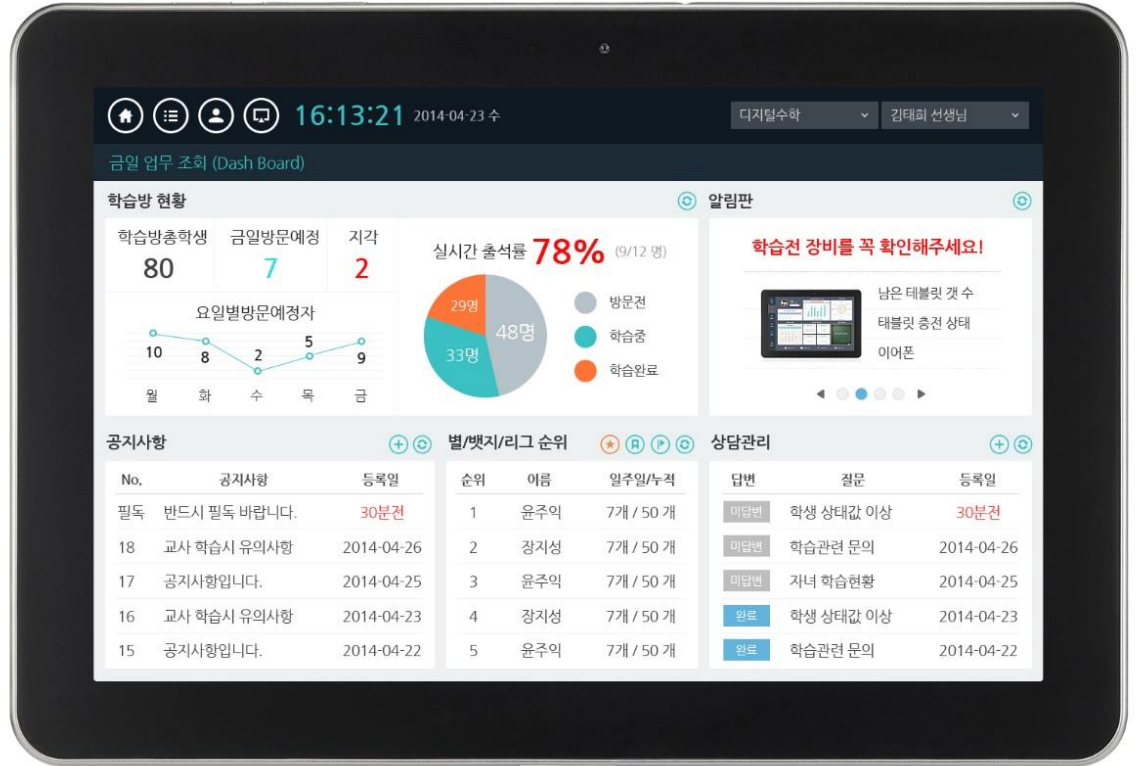 16:13:21 2014-04-23 수
디지털수학
김태희 선생님
금일 업무 조회 (Dash Board)
학습방 현황
학습방총학생 금일방문예정 지각
80 7 2
요일별방문예정자
10 8 2 5 9
월 화 수 목 금
실시간 출석률 78% (9/12 명)
29명
48명
33명
방문전
학습중
학습완료
알림판
학습전 장비를 꼭 확인해주세요!
남은 테블릿 갯 수
태블릿 충전 상태
이어폰
공지사항
No. 공지사항 등록일
필독 반드시 필독 바랍니다. 30분전
18 교사 학습시 유의사항 2014-04-26
17 공지사항입니다. 2014-04-25
16 교사 학습시 유의사항 2014-04-23
15 공지사항입니다. 2014-04-22
별/뱃지/리그 순위
순위 이름 일주일/누적
1 윤주익 7개 / 50 개
2 장지성 7개 / 50 개
3 윤주익 7개 / 50 개
4 장지성 7개 / 50 개
5 윤주익 7개 / 50 개
상담관리
답변 질문 등록일
미답변 학생 상태값 이상 30분전
미답변 학습관련 문의 2014-04-26
미답변 자녀 학습현황 2014-04-25
완료 학생 상태값 이상 2014-04-23
완료 학습관련 문의 2014-04-22